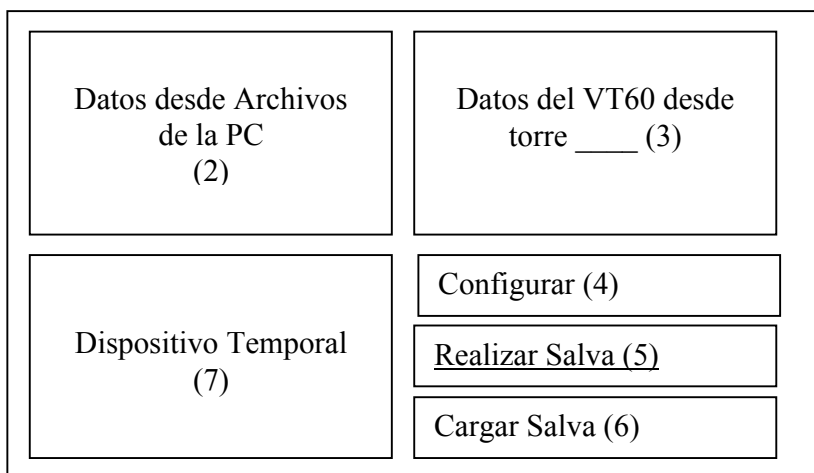 Datos desde Archivos
de la PC
(2)
Datos del VT60 desde
torre ____ (3)
Dispositivo Temporal
(7)
Configurar (4)
Realizar Salva (5)
Cargar Salva (6)